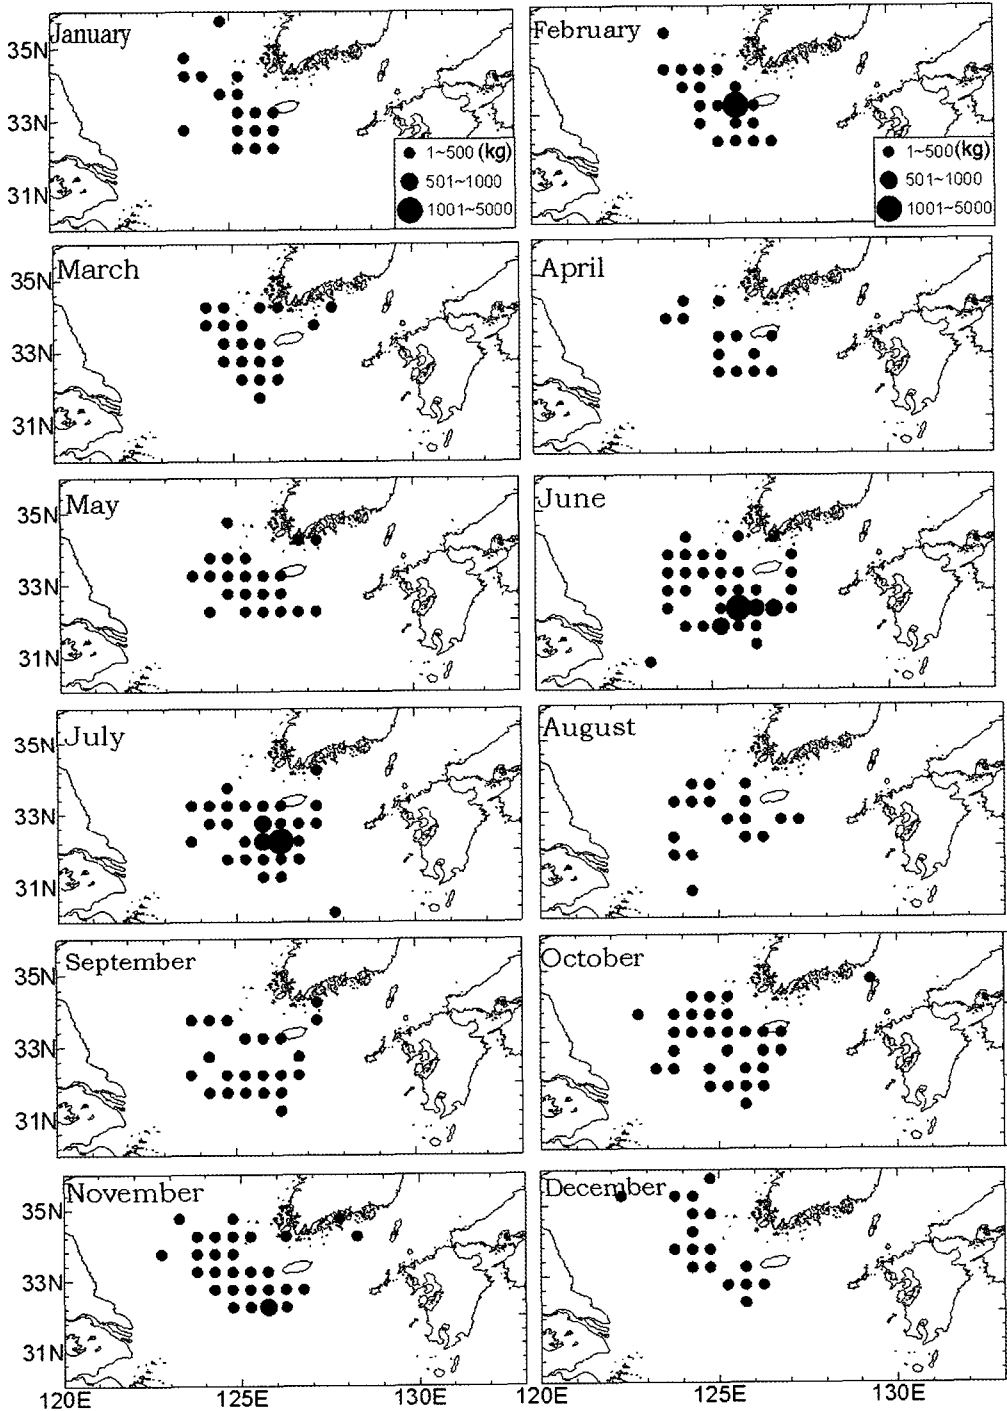 January
February
35N
33N
31N
1~500 (kg)
501~1000
1001~5000
1~500(kg)
501~1000
1001~5000
March
April
35N
33N
31N
May
June
35N
33N
31N
July
August
35N
33N
31N
September
October
35N
33N
31N
November
December
35N
33N
31N
120E
125E
130E
120E
125E
130E